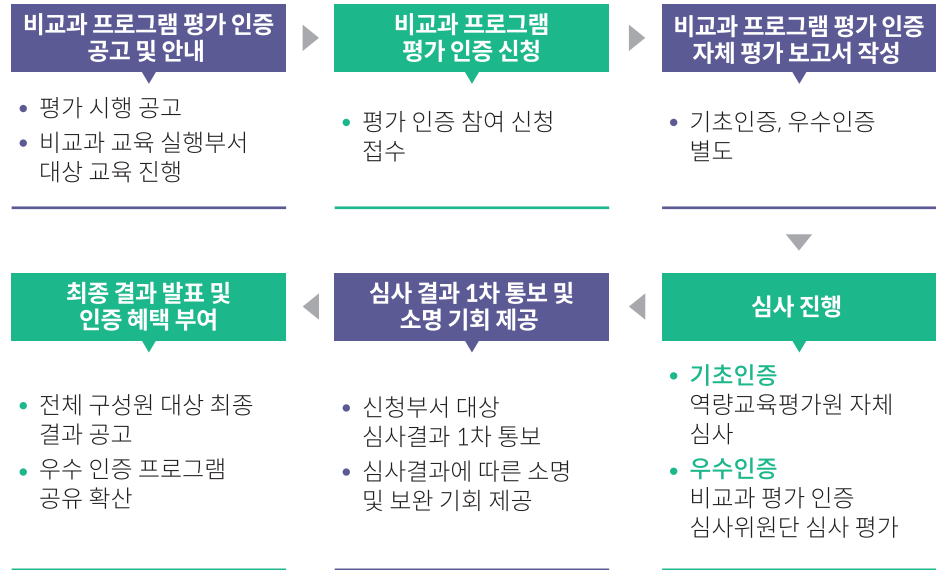 비교과 프로그램 평가 인증
공고 및 안내
• 평가 시행 공고
• 비교과 교육 실행부서
대상 교육 진행
비교과 프로그램
평가 인증 신청
• 평가 인증 참여 신청
접수
비교과 프로그램 평가 인증
자체 평가 보고서 작성
• 기초인증, 우수인증
별도
심사 진행
• 기초인증
역량교육평가원 자체
심사
• 우수인증
비교과 평가 인증
심사위원단 심사 평가
심사 결과 1차 통보 및
소명 기회 제공
• 신청부서 대상
심사결과 1차 통보
• 심사결과에 따른 소명
및 보완 기회 제공
최종 결과 발표 및
인증 혜택 부여
• 전체 구성원 대상 최종
결과 공고
• 우수 인증 프로그램
공유 확산